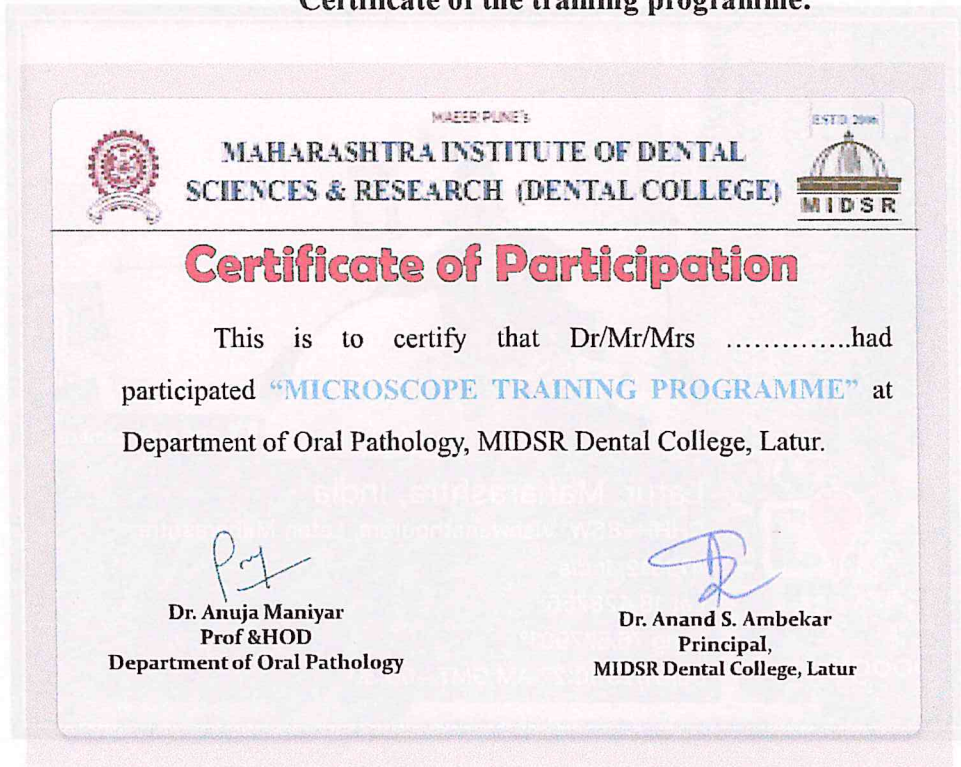 Certificate of the training programme.
MAEER PUNE's
MAHARASHTRA INSTITUTE OF DENTAL
SCIENCES & RESEARCH (DENTAL COLLEGE)
ESTD 2006
MIDSR
Certificate of Participation
This is to certify that Dr/Mr/Mrs ..............had
participated "MICROSCOPE TRAINING PROGRAMME" at
Department of Oral Pathology, MIDSR Dental College, Latur.
Dr. Anuja Maniyar
Prof &HOD
Department of Oral Pathology
Dr. Anand S. Ambekar
Principal,
MIDSR Dental College, Latur